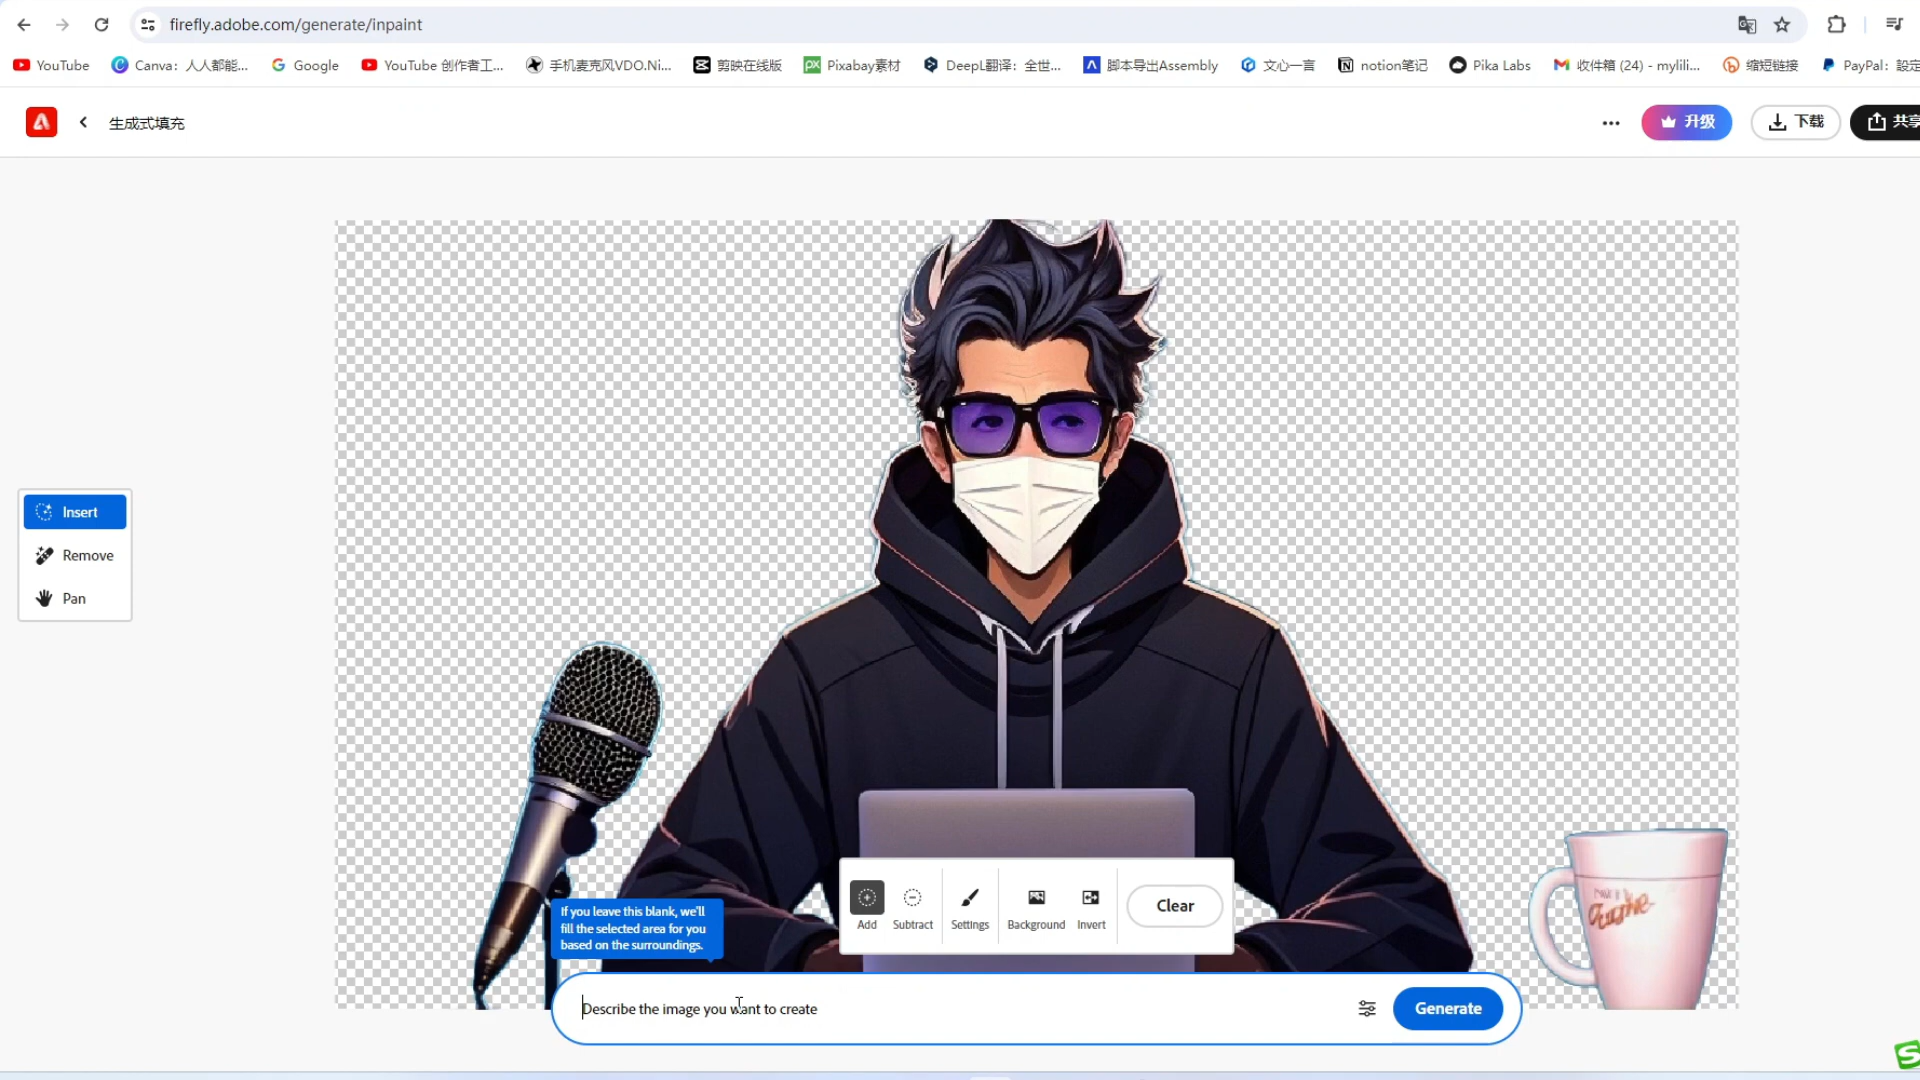 firefly.adobe.com/generate/inpaint
YouTube
Canva：人人都能...
Google
YouTube 创作者工...
手机麦克风VDO.Ni...
剪映在线版
Pixabay素材
DeepL翻译：全世...
脚本导出Assembly
文心一言
notion笔记
Pika Labs
收件箱 (24) - mylili...
缩短链接
PayPal：設定
生成式填充
升级
下载
共享
Insert
Remove
Pan
If you leave this blank, we'll
fill the selected area for you
based on the surroundings.
Add
Subtract
Settings
Background
Invert
Clear
Describe the image you want to create
Generate